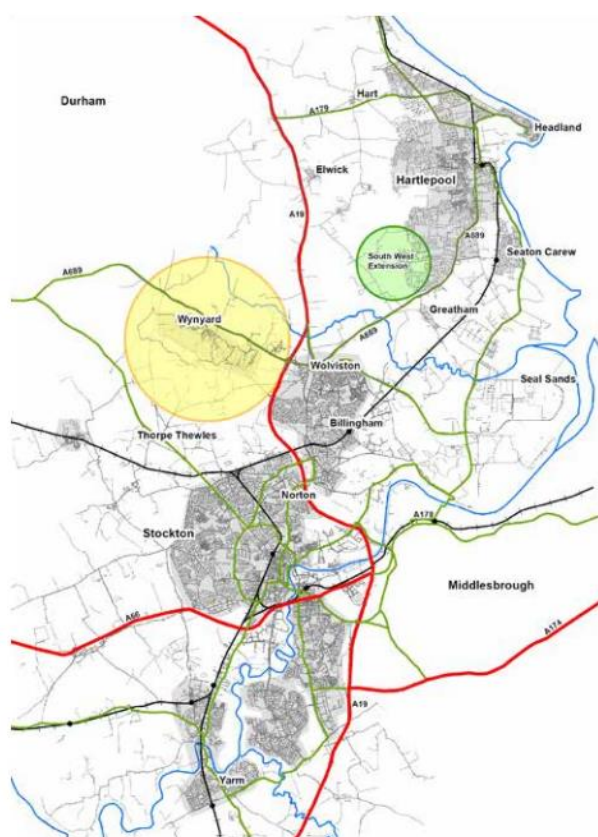 Hart
Durham
A179
Headland
Elwick
Hartlepool
A19
South West
Extension
A689
Seaton Carew
A689
Greatham
Wynyard
A689
Wolviston
Seal Sands
Billingham
Thorpe Thewles
Norton
Stockton
A178
Middlesbrough
A66
A174
A19
Yarm